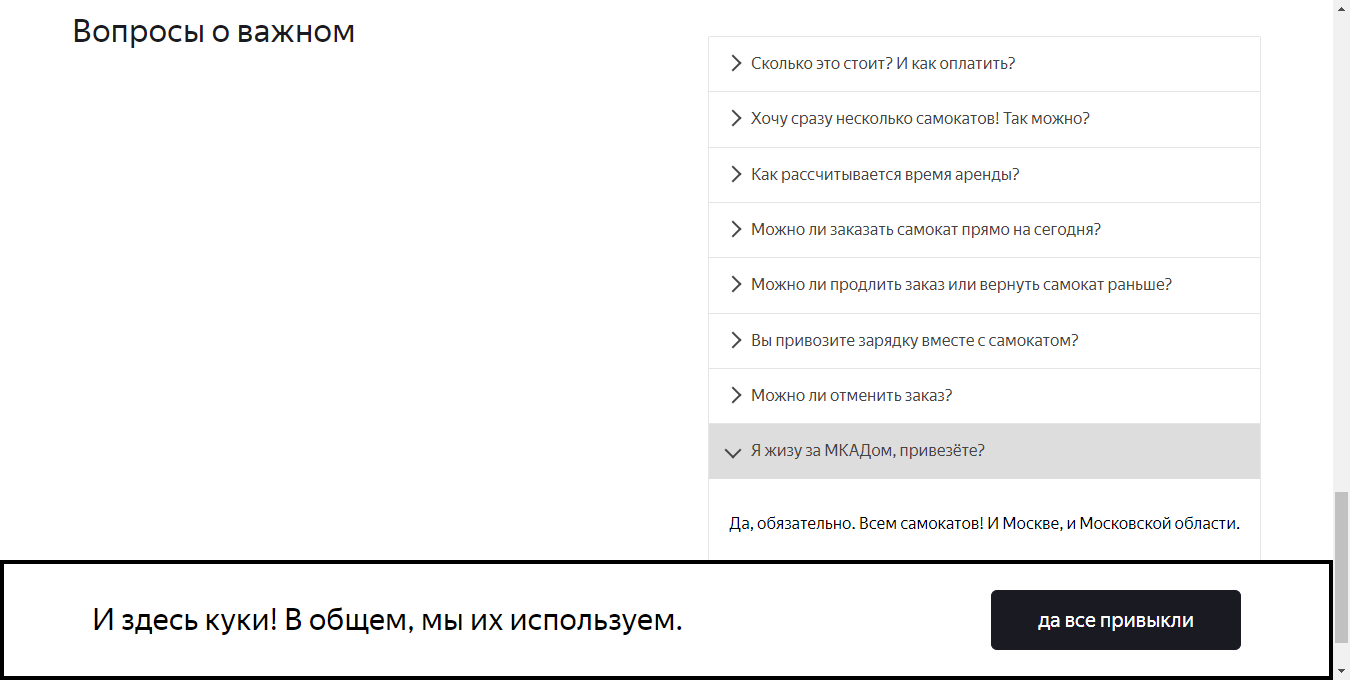 Вопросы о важном
Сколько это стоит? И как оплатить?
Хочу сразу несколько самокатов! Так можно?
Как рассчитывается время аренды?
Можно ли заказать самокат прямо на сегодня?
Можно ли продлить заказ или вернуть самокат раньше?
Вы привозите зарядку вместе с самокатом?
Можно ли отменить заказ?
Я жизу за МКАДом, привезёте?
Да, обязательно. Всем самокатов! И Москве, и Московской области.
И здесь куки! В общем, мы их используем.
да все привыкли